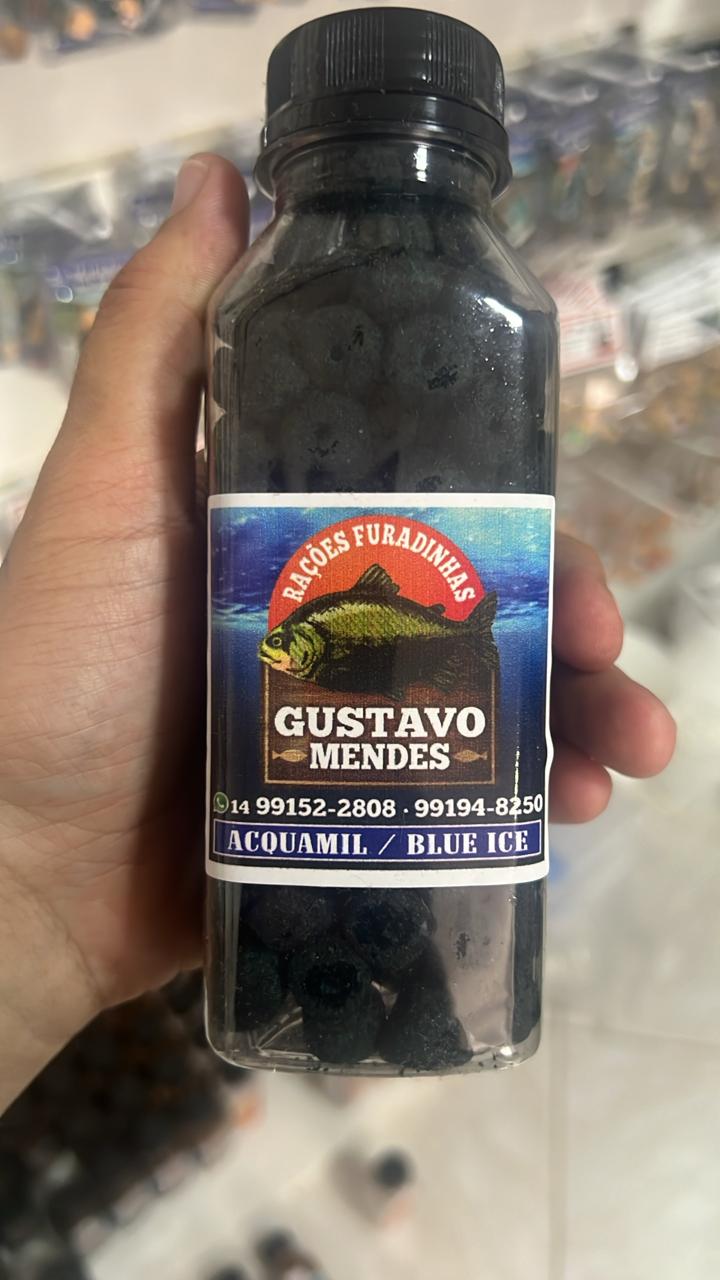 RAÇÕES FURADINHAS
GUSTAVO
MENDES
14 99152-2808 · 99194-8250
ACQUAMIL / BLUE ICE